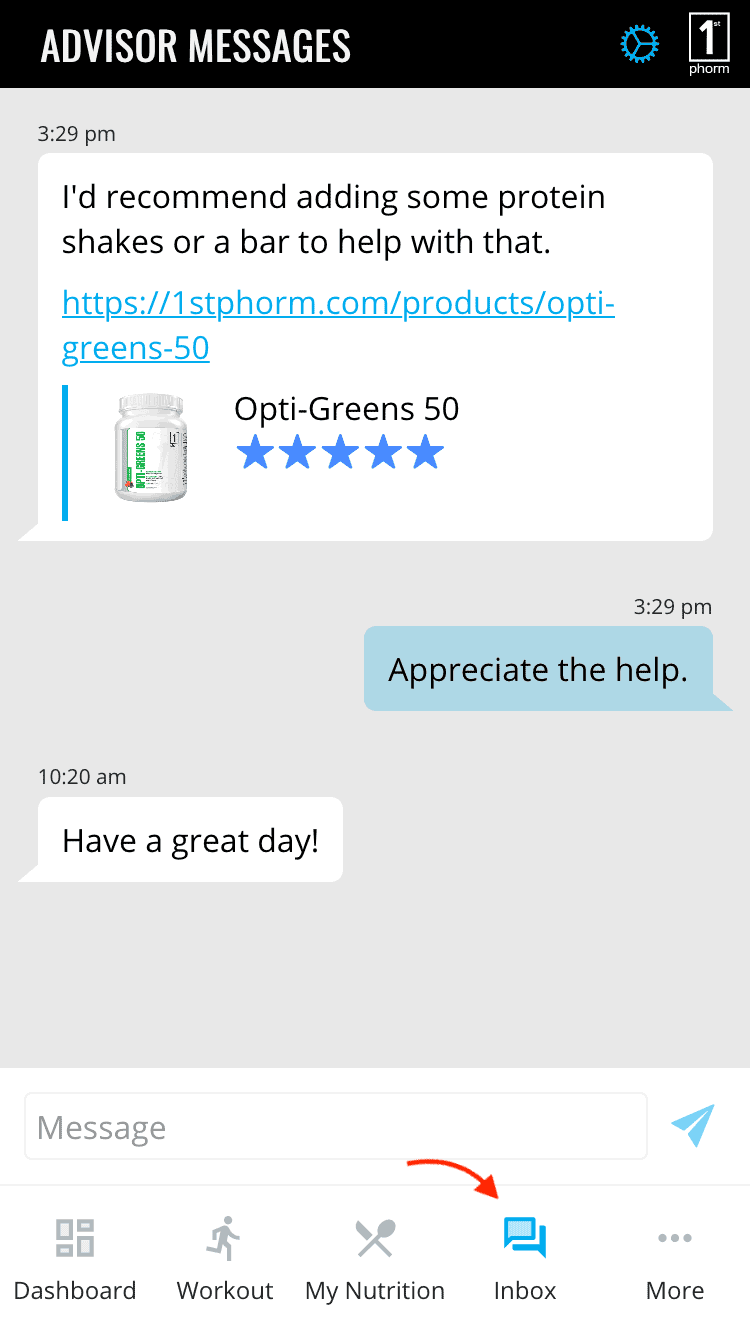 ADVISOR MESSAGES
1st
phorm
3:29 pm
I'd recommend adding some protein
shakes or a bar to help with that.
https://1stphorm.com/products/opti-
greens-50
Opti-Greens 50
OPTI-GREENS 50
3:29 pm
Appreciate the help.
10:20 am
Have a great day!
Message
Dashboard
Workout
My Nutrition
Inbox
More